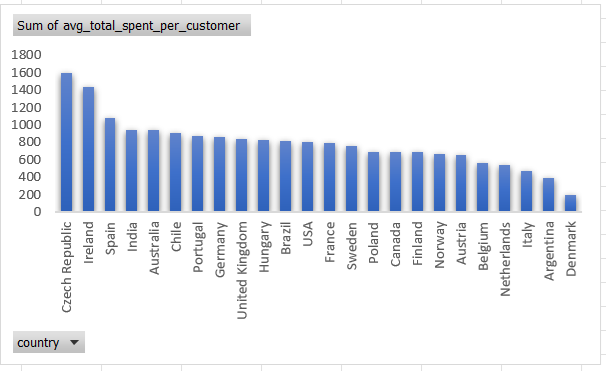 Sum of avg_total_spent_per_customer
1800
1600
1400
1200
1000
800
600
400
200
0
Czech Republic
Ireland
Spain
India
Australia
Chile
Portugal
Germany
United Kingdom
Hungary
Brazil
USA
France
Sweden
Poland
Canada
Finland
Norway
Austria
Belgium
Netherlands
Italy
Argentina
Denmark
country